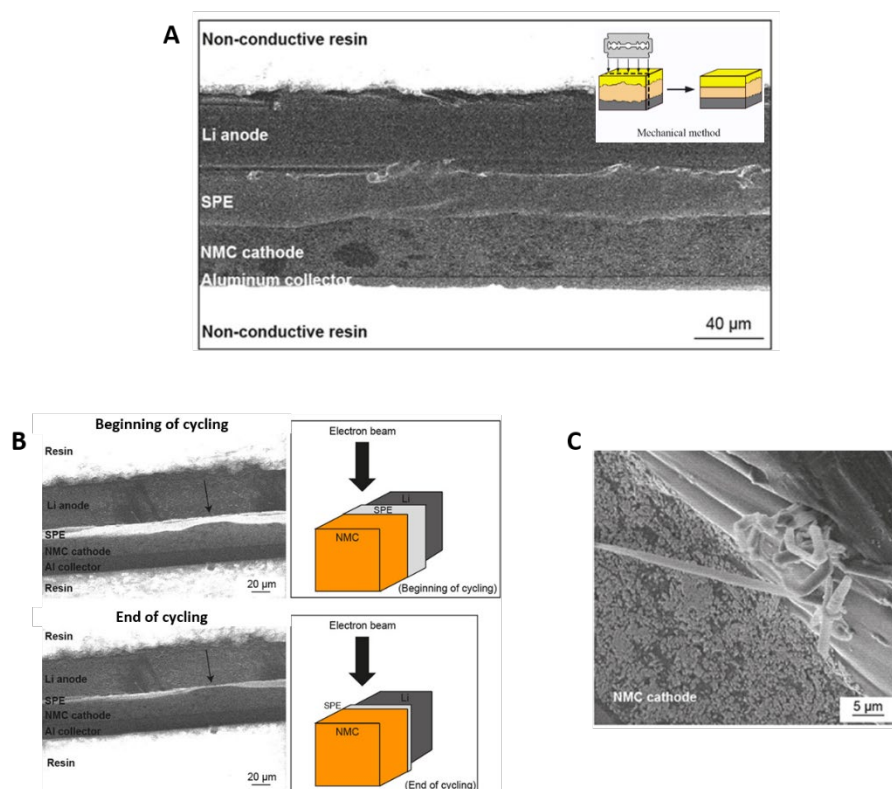 A
Non-conductive resin
Li anode
SPE
NMC cathode
Aluminum collector
Non-conductive resin
40 µm
Mechanical method
B
Beginning of cycling
Resin
Li anode
SPE
NMC cathode
Al collector
Resin
20 µm
Electron beam
Li
SPE
NMC
(Beginning of cycling)
End of cycling
Resin
Li anode
SPE
NMC cathode
Al collector
Resin
20 µm
Electron beam
Li
SPE
NMC
(End of cycling)
C
NMC cathode
5 µm